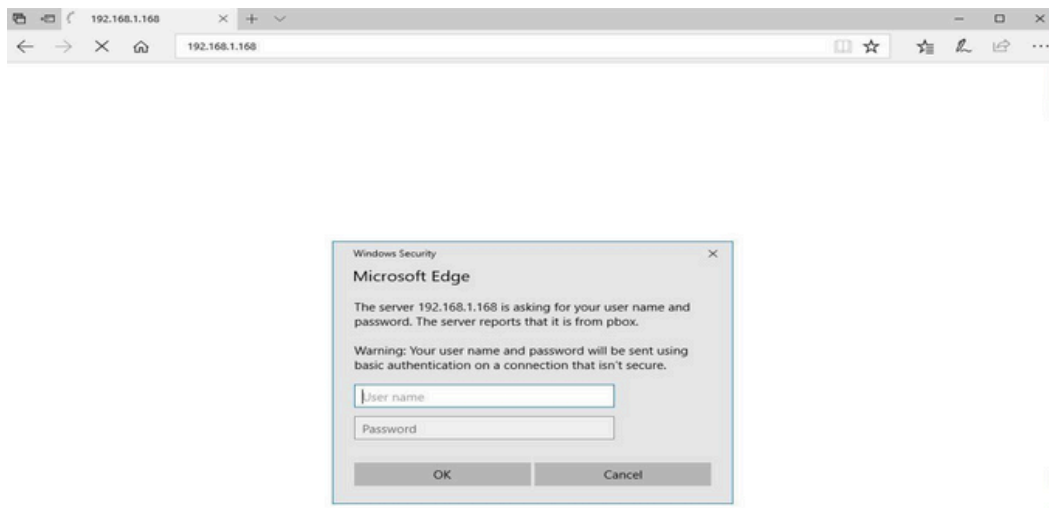 192.168.1.168
192.168.1.168
Windows Security
Microsoft Edge
The server 192.168.1.168 is asking for your user name and
password. The server reports that it is from pbox.
Warning: Your user name and password will be sent using
basic authentication on a connection that isn't secure.
User name
Password
OK Cancel